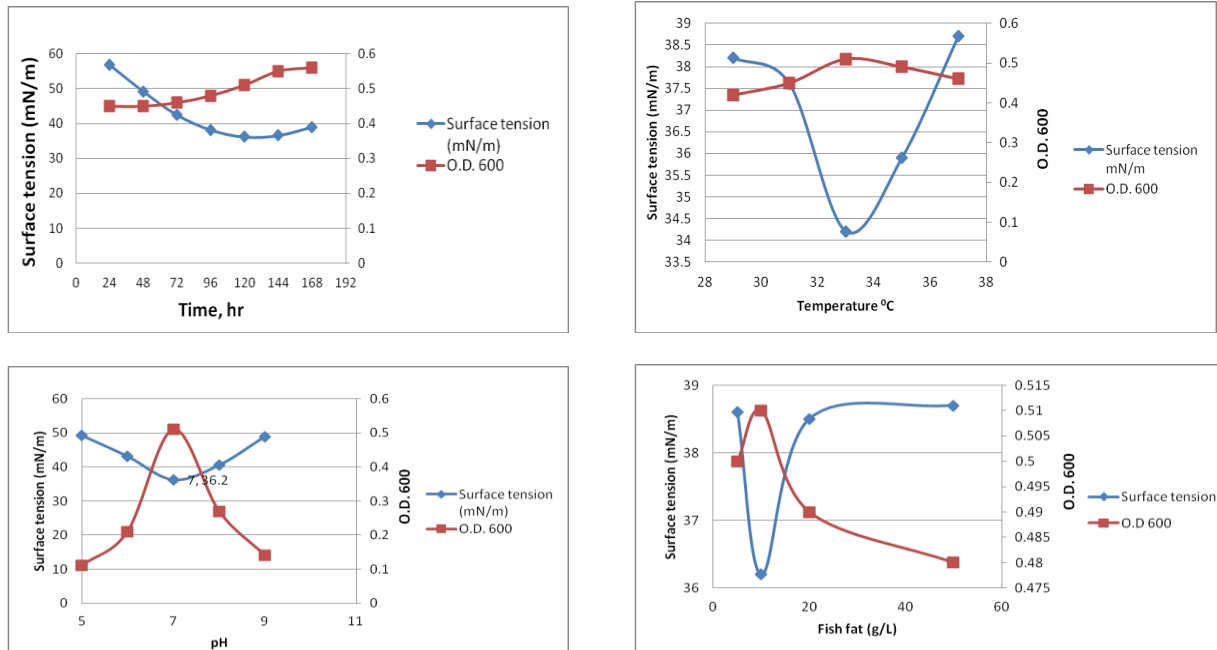 60
50
40
30
20
10
0
Surface tension (mN/m)
0.6
0.5
0.4
0.3
0.2
0.1
0
0 24 48 72 96 120 144 168 192
Time, hr
Surface tension
(mN/m)
O.D. 600
39
38.5
38
37.5
37
36.5
36
35.5
35
34.5
34
33.5
Surface tension (mN/m)
0.6
0.5
0.4
0.3
0.2
0.1
0
O.D. 600
28 30 32 34 36 38
Temperature ⁰C
Surface tension
mN/m
O.D. 600
60
50
40
30
20
10
0
Surface tension (mN/m)
7, 36.2
0.6
0.5
0.4
0.3
0.2
0.1
0
O.D. 600
5 7 9 11
pH
Surface tension
(mN/m)
O.D. 600
39
38
37
36
Surface tension (mN/m)
0.515
0.51
0.505
0.5
0.495
0.49
0.485
0.48
0.475
O.D. 600
0 20 40 60
Fish fat (g/L)
Surface tension
O.D 600